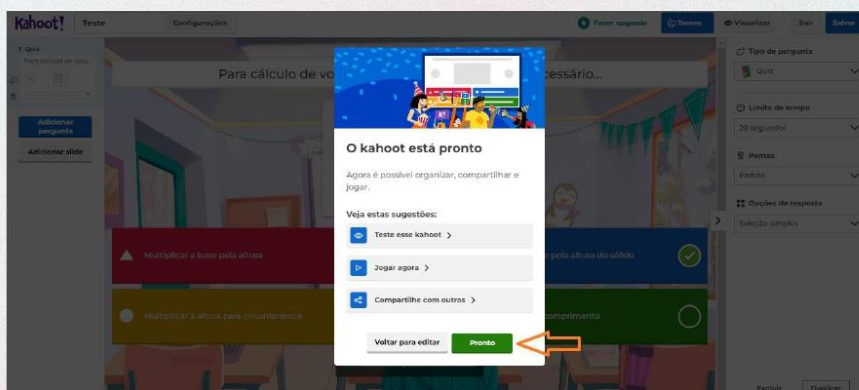 Kahoot!
Teste
Configurações
Fazer upgrade
Temas
Visualizar
Sair
Salvar
1 Quiz
Adicionar pergunta
Adicionar slide
Para cálculo de vo
cessário...
O kahoot está pronto
Agora é possível organizar, compartilhar e
jogar.
Veja estas sugestões:
Teste esse kahoot >
Jogar agora >
Compartilhe com outros >
Voltar para editar
Pronto
Multiplicar a base pela altura
pela altura do sólido
Multiplicar a altura pela circunferência
comprimento
Tipo de pergunta
Quiz
Limite de tempo
20 segundos
Pontos
Padrão
Opções de resposta
Seleção simples
Excluir
Duplicar